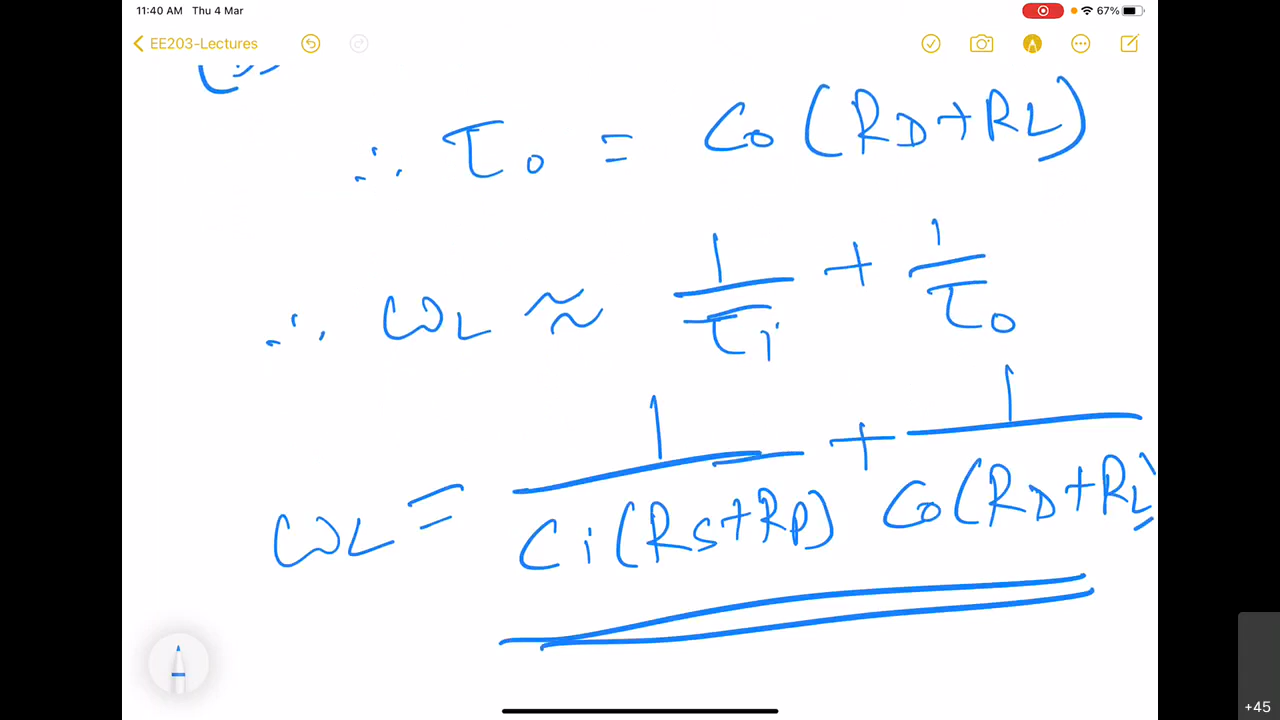 11:40 AM Thu 4 Mar 67%
EE203-Lectures
∴ τo = Co (RD+RL)
∴ ωL ≈ 1/τi + 1/τo
ωL = 1/Ci(Rs+RP) + 1/Co(RD+RL)
+45